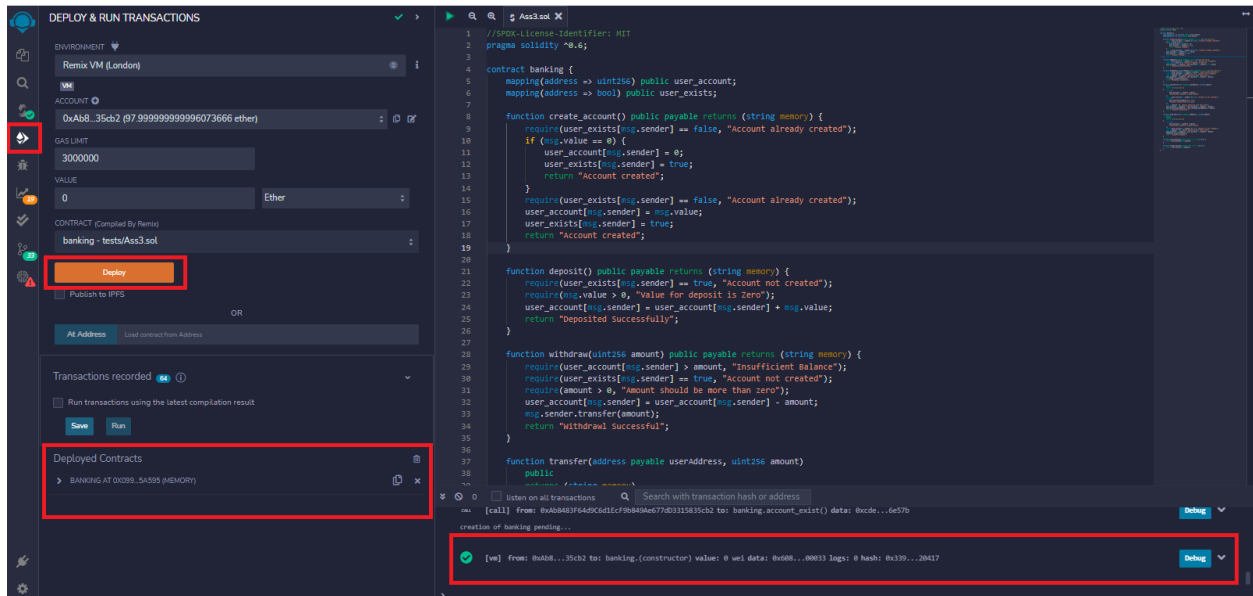 DEPLOY & RUN TRANSACTIONS
ENVIRONMENT
Remix VM (London)
VM
ACCOUNT
0xAb8...35cb2 (97.999999999996073666 ether)
GAS LIMIT
3000000
VALUE
0 Ether
CONTRACT (Compiled By Remix)
banking - tests/Ass3.sol
Deploy
Publish to IPFS
OR
At Address Load contract from Address
Transactions recorded 64 i
Run transactions using the latest compilation result
Save Run
Deployed Contracts
BANKING AT 0X099...5A595 (MEMORY)
19
33
Ass3.sol
1 //SPDX-License-Identifier: MIT
2 pragma solidity ^0.6;
3
4 contract banking {
5 mapping(address => uint256) public user_account;
6 mapping(address => bool) public user_exists;
7
8 function create_account() public payable returns (string memory) {
9 require(user_exists[msg.sender] == false, "Account already created");
10 if (msg.value == 0) {
11 user_account[msg.sender] = 0;
12 user_exists[msg.sender] = true;
13 return "Account created";
14 }
15 require(user_exists[msg.sender] == false, "Account already created");
16 user_account[msg.sender] = msg.value;
17 user_exists[msg.sender] = true;
18 return "Account created";
19 }
20
21 function deposit() public payable returns (string memory) {
22 require(user_exists[msg.sender] == true, "Account not created");
23 require(msg.value > 0, "Value for deposit is Zero");
24 user_account[msg.sender] = user_account[msg.sender] + msg.value;
25 return "Deposited Successfully";
26 }
27
28 function withdraw(uint256 amount) public payable returns (string memory) {
29 require(user_account[msg.sender] > amount, "Insufficient Balance");
30 require(user_exists[msg.sender] == true, "Account not created");
31 require(amount > 0, "Amount should be more than zero");
32 user_account[msg.sender] = user_account[msg.sender] - amount;
33 msg.sender.transfer(amount);
34 return "Withdrawl Successful";
35 }
36
37 function transfer(address payable userAddress, uint256 amount)
38 public
returns (string memory)
0 listen on all transactions Search with transaction hash or address
[call] from: 0xAb8483F64d9C6d1EcF9b849Ae677dD3315835cb2 to: banking.account_exist() data: 0xcde...6e57b Debug
creation of banking pending...
[vm] from: 0xAb8...35cb2 to: banking.(constructor) value: 0 wei data: 0x608...00033 logs: 0 hash: 0x339...20417 Debug